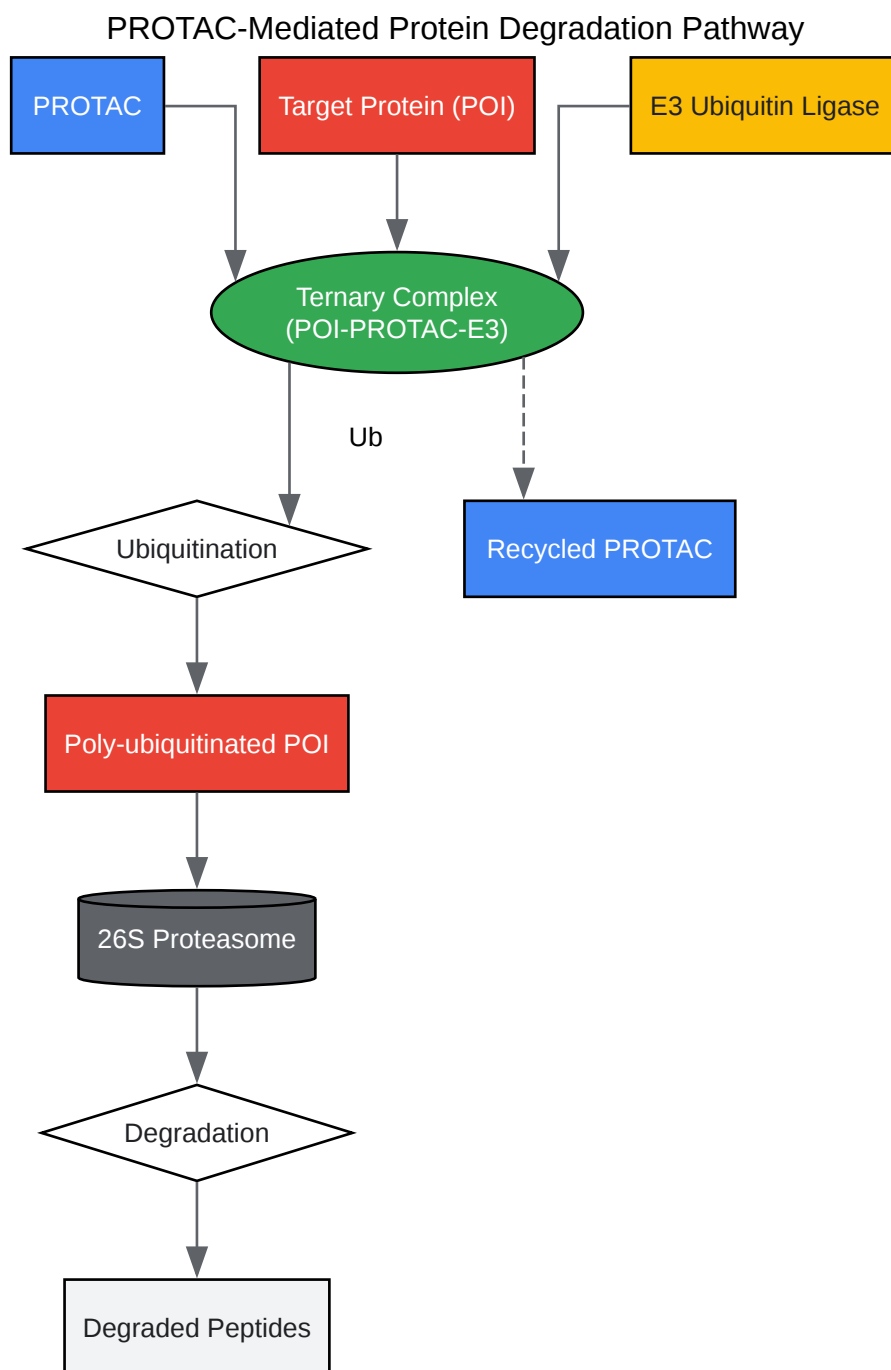 PROTAC-Mediated Protein Degradation Pathway
PROTAC
Target Protein (POI)
E3 Ubiquitin Ligase
Ternary Complex
(POI-PROTAC-E3)
Ub
Ubiquitination
Recycled PROTAC
Poly-ubiquitinated POI
26S Proteasome
Degradation
Degraded Peptides